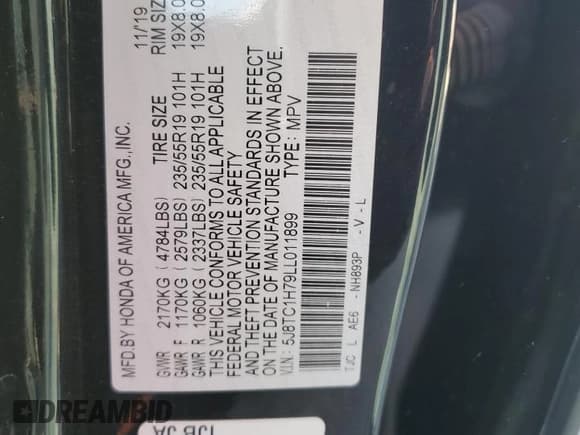 MFD.BY HONDA OF AMERICA MFG.,INC. 11/'19
TIRE SIZE RIM SIZ
GVWR 2170KG ( 4784LBS)
GAWR F 1170KG ( 2579LBS) 235/55R19 101H 19X8.0
GAWR R 1060KG ( 2337LBS) 235/55R19 101H 19X8.0
THIS VEHICLE CONFORMS TO ALL APPLICABLE
FEDERAL MOTOR VEHICLE SAFETY
AND THEFT PREVENTION STANDARDS IN EFFECT
ON THE DATE OF MANUFACTURE SHOWN ABOVE.
V.I.N.: 5J8TC1H79LL011899 TYPE: MPV
TJC L AE6 -NH893P -V -L
DREAMBID